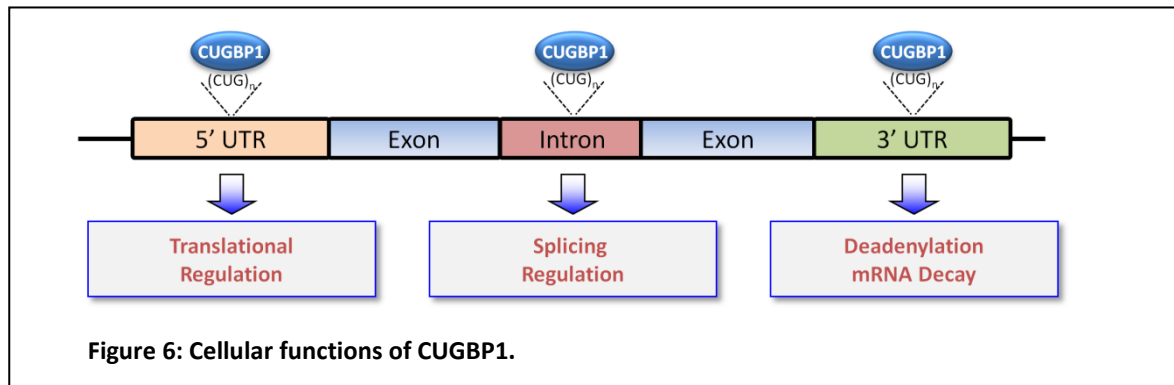 CUGBP1 CUGBP1 CUGBP1
(CUG)n (CUG)n (CUG)n
5’ UTR Exon Intron Exon 3’ UTR
Translational Splicing Deadenylation
Regulation Regulation mRNA Decay
Figure 6: Cellular functions of CUGBP1.